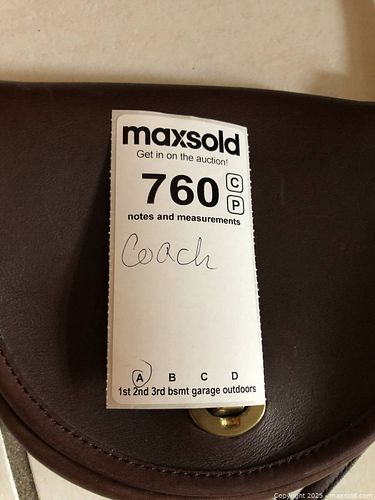 maxsold
Get in on the auction!
760 C
P
notes and measurements
Coach
A B C D
1st 2nd 3rd bsmt garage outdoors
Copyright 2025 - maxsold.com